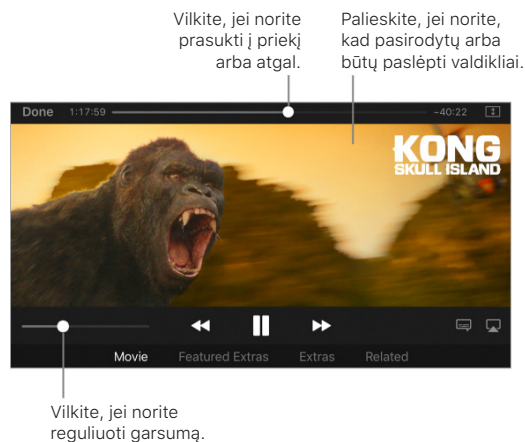 Vilkite, jei norite
prasukti į priekį
arba atgal.
Palieskite, jei norite,
kad pasirodytų arba
būtų paslėpti valdikliai.
Done 1:17:59 -40:22
KONG
SKULL ISLAND
Movie Featured Extras Extras Related
Vilkite, jei norite
reguliuoti garsumą.